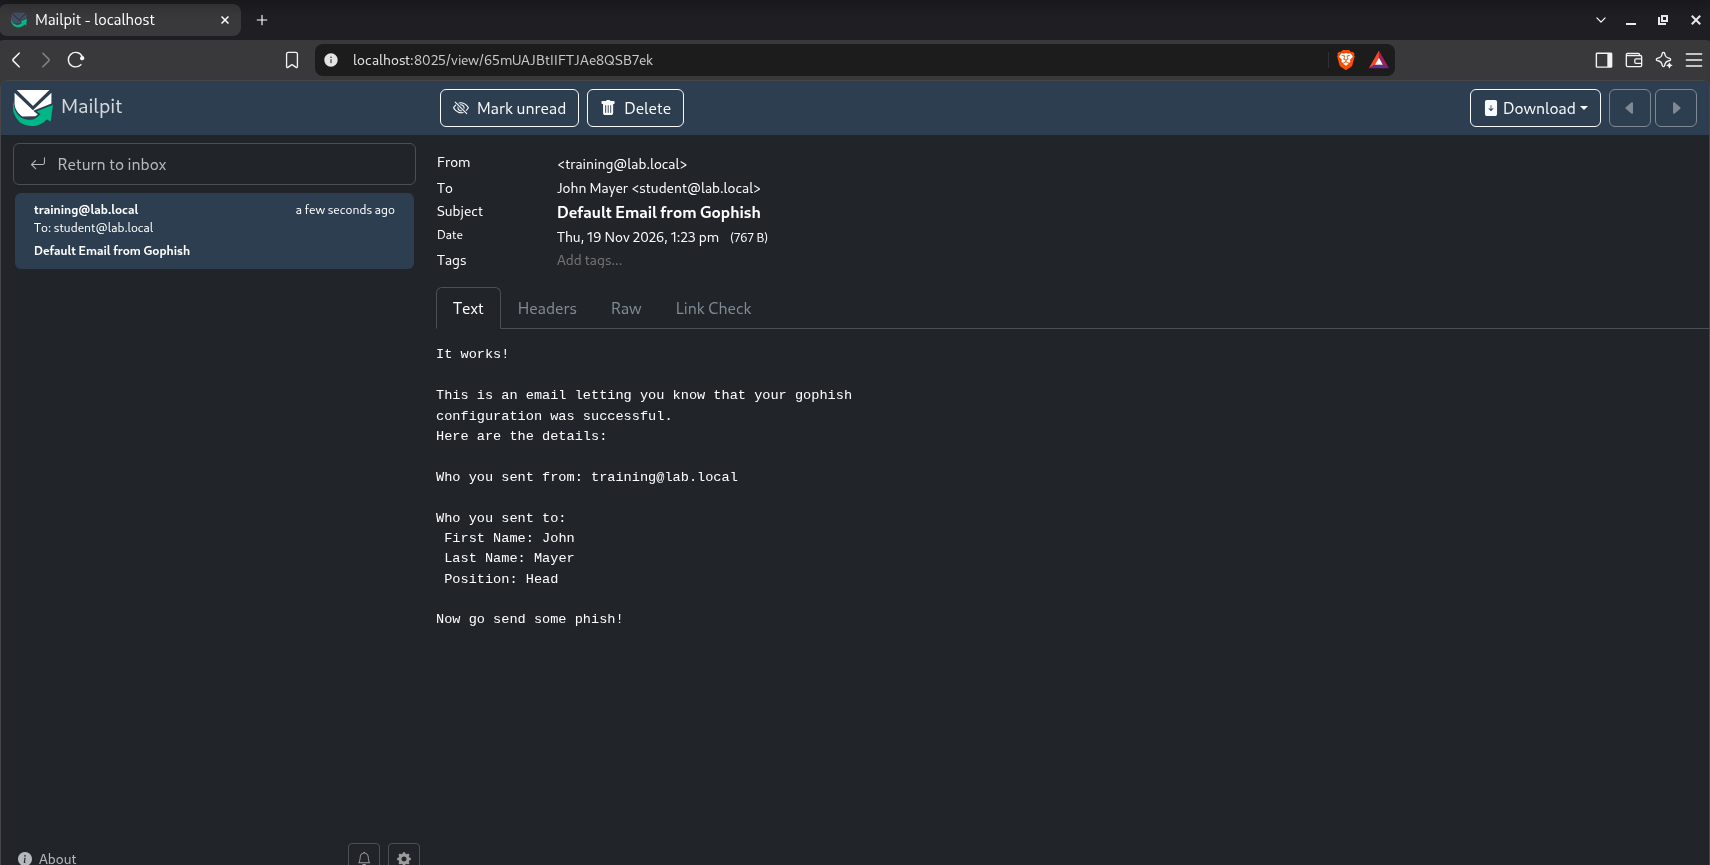 Mailpit - localhost
localhost:8025/view/65mUAJBtIIFTJAe8QSB7ek
Mailpit
Mark unread
Delete
Download
Return to inbox
training@lab.local a few seconds ago
To: student@lab.local
Default Email from Gophish
From <training@lab.local>
To John Mayer <student@lab.local>
Subject Default Email from Gophish
Date Thu, 19 Nov 2026, 1:23 pm (767 B)
Tags Add tags...
Text Headers Raw Link Check
It works!
This is an email letting you know that your gophish
configuration was successful.
Here are the details:
Who you sent from: training@lab.local
Who you sent to:
First Name: John
Last Name: Mayer
Position: Head
Now go send some phish!
About